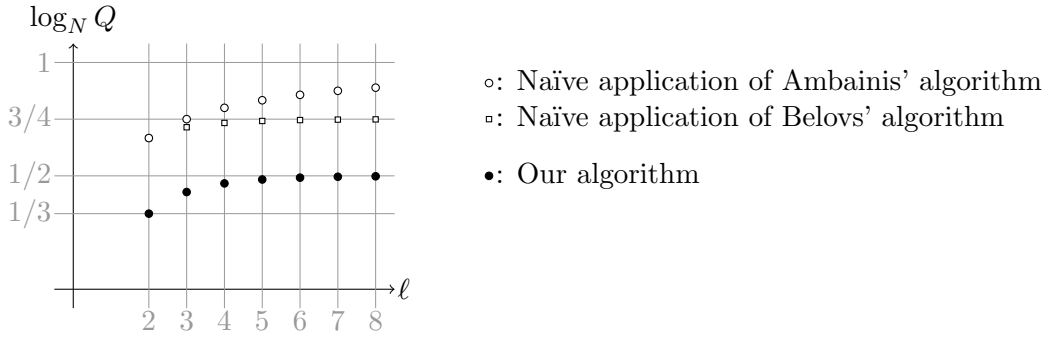 log_N Q
1
3/4
1/2
1/3
ℓ
2 3 4 5 6 7 8
○: Naïve application of Ambainis' algorithm
□: Naïve application of Belovs' algorithm
●: Our algorithm